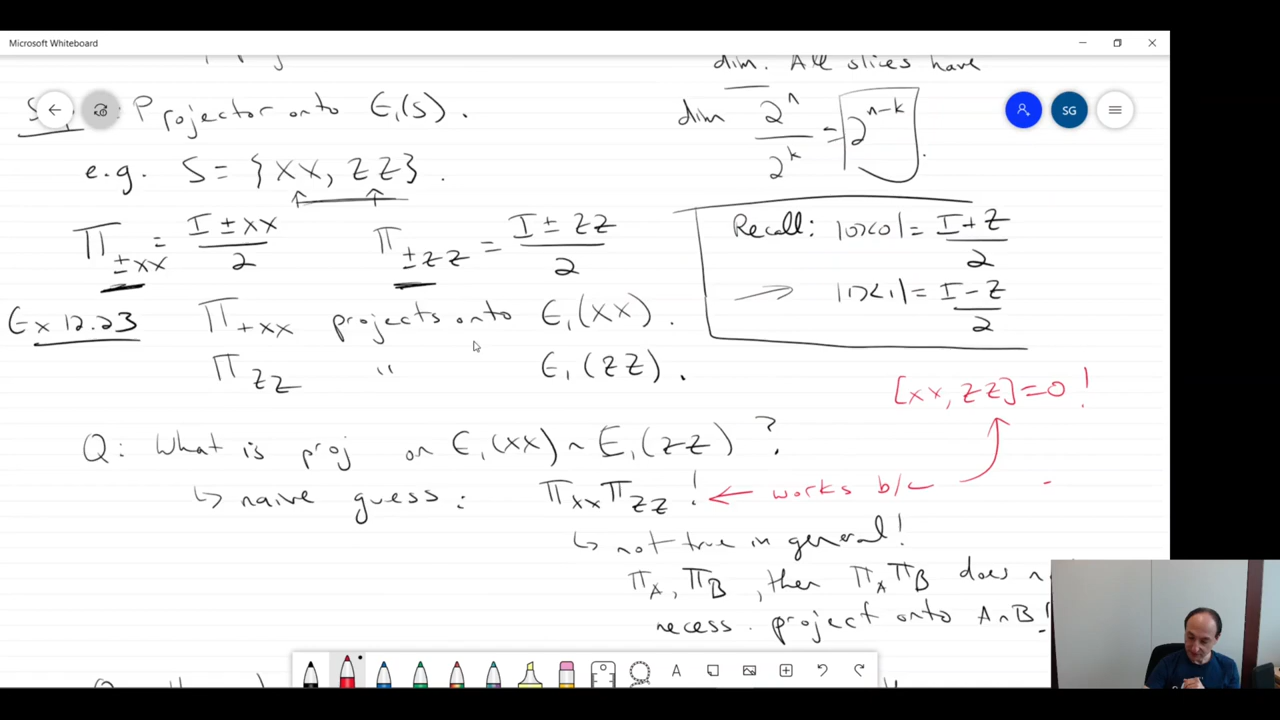 Microsoft Whiteboard
dim. All slices have
: Projector onto E₁(S).
SG
dim 2ⁿ / 2ᵏ = 2ⁿ⁻ᵏ.
e.g. S = {XX, ZZ}.
Π±XX = I ± XX / 2 Π±ZZ = I ± ZZ / 2
Recall: |0><0| = I + Z / 2
→ |1><1| = I - Z / 2
Ex 12.23 Π+XX projects onto E₁(XX).
ΠZZ " E₁(ZZ).
[XX, ZZ] = 0 !
Q: What is proj on E₁(XX) ∩ E₁(ZZ) ?
↳ naive guess : ΠXX ΠZZ ! ← works b/c
↳ not true in general!
ΠA, ΠB, then ΠA ΠB does
necess. project onto A∩B!
A